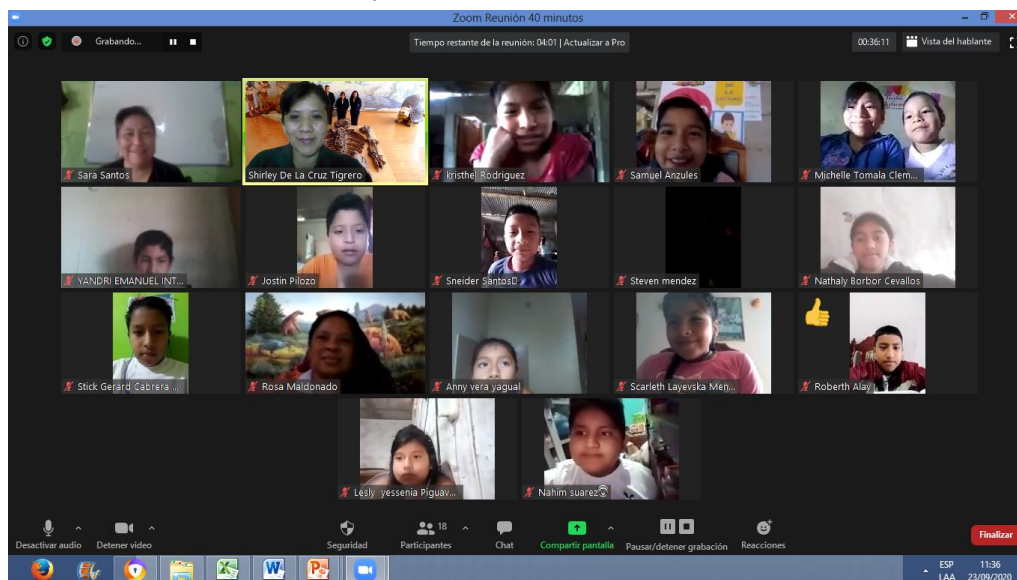 Zoom Reunión 40 minutos
Grabando...
Tiempo restante de la reunión: 04:01 | Actualizar a Pro
00:36:11
Vista del hablante
Sara Santos
Shirley De La Cruz Tigrero
kristhel Rodriguez
Samuel Anzules
Michelle Tomala Clem...
YANDRI EMANUEL INT...
Jostin Pilozo
Sneider Santos
Steven mendez
Nathaly Borbor Cevallos
Stick Gerard Cabrera ...
Rosa Maldonado
Anny vera yagual
Scarleth Layevska Men...
Roberth Alay
Lesly yessenia Piguav...
Nahim suarez
Desactivar audio
Detener video
Seguridad
18
Participantes
Chat
Compartir pantalla
Pausar/detener grabación
Reacciones
Finalizar
ESP
LAA
11:36
23/09/2020